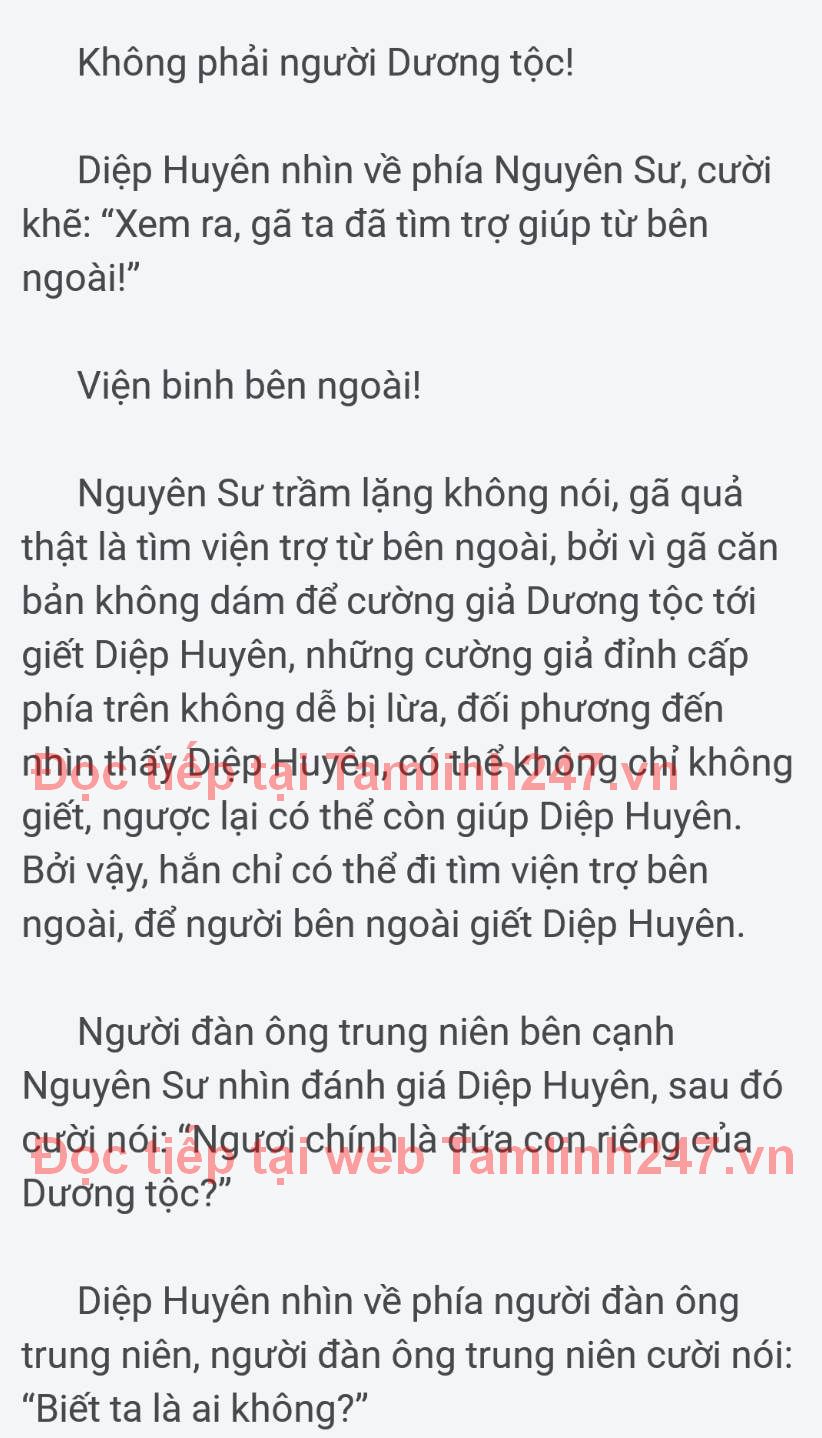 Không phải người Dương tộc!
Diệp Huyên nhìn về phía Nguyên Sư, cười
khẽ: “Xem ra, gã ta đã tìm trợ giúp từ bên
ngoài!”
Viện binh bên ngoài!
Nguyên Sư trầm lặng không nói, gã quả
thật là tìm viện trợ từ bên ngoài, bởi vì gã căn
bản không dám để cường giả Dương tộc tới
giết Diệp Huyên, những cường giả đỉnh cấp
phía trên không dễ bị lừa, đối phương đến
nhìn thấy Diệp Huyên, có thể không chỉ không
Đọc tiếp tại Tamlinh247.vn
giết, ngược lại có thể còn giúp Diệp Huyên.
Bởi vậy, hắn chỉ có thể đi tìm viện trợ bên
ngoài, để người bên ngoài giết Diệp Huyên.
Người đàn ông trung niên bên cạnh
Nguyên Sư nhìn đánh giá Diệp Huyên, sau đó
cười nói: “Ngươi chính là đứa con riêng của
Đọc tiếp tại web Tamlinh247.vn
Dương tộc?”
Diệp Huyên nhìn về phía người đàn ông
trung niên, người đàn ông trung niên cười nói:
“Biết ta là ai không?”